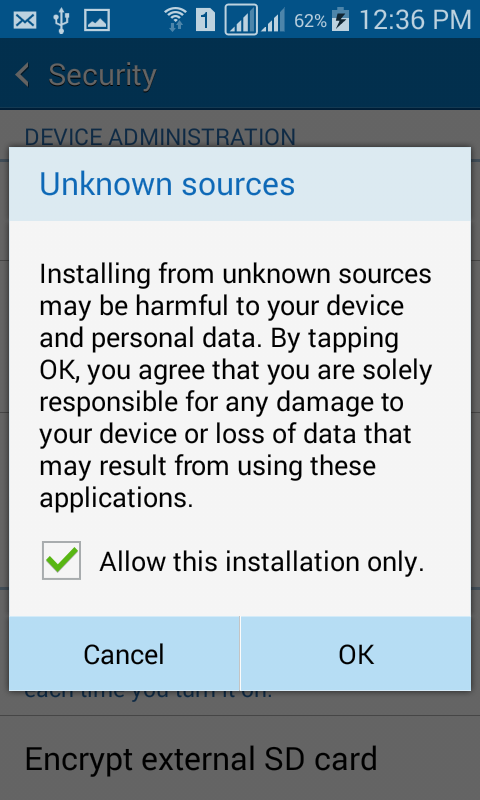 1 62% 12:36 PM
Security
DEVICE ADMINISTRATION
Unknown sources
Installing from unknown sources
may be harmful to your device
and personal data. By tapping
OK, you agree that you are solely
responsible for any damage to
your device or loss of data that
may result from using these
applications.
Allow this installation only.
Cancel OK
each time you turn it on.
Encrypt external SD card